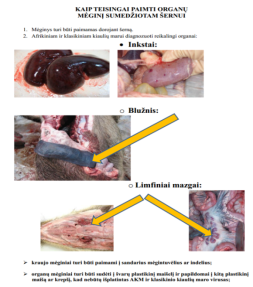 KAIP TEISINGAI PAIMTI ORGANŲ
MĖGINĮ SUMEDŽIOTAM ŠERNUI
1. Mėginys turi būti paimamas dorojant šerną.
2. Afrikiniam ir klasikiniam kiaulių marui diagnozuoti reikalingi organai:
• Inkstai:
o Blužnis:
o Limfiniai mazgai:
➢ kraujo mėginiai turi būti paimami į sandarius mėgintuvėlius ar indelius;
➢ organų mėginiai turi būti sudėti į švarų plastikinį maišelį ir papildomai į kitą plastikinį
maišą ar krepšį, kad nebūtų išplatintas AKM ir klasikinio kiaulių maro virusas;